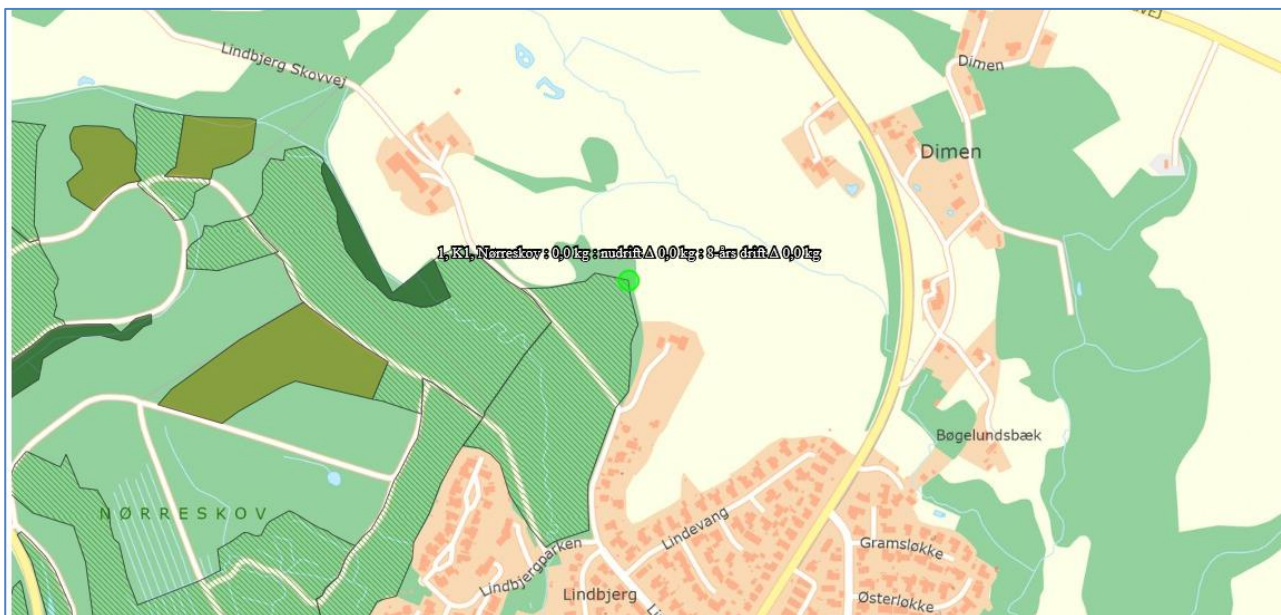 VEJ
Lindbjerg Skovvej
Dimen
Dimen
1, K1, Nørreskov : 0,0 kg : nudrift Δ 0,0 kg : 8-års drift Δ 0,0 kg
Bøgelundsbæk
NØRRESKOV
Lindevang
Gramsløkke
Lindbjergparken
Lindbjerg
Østerløkke